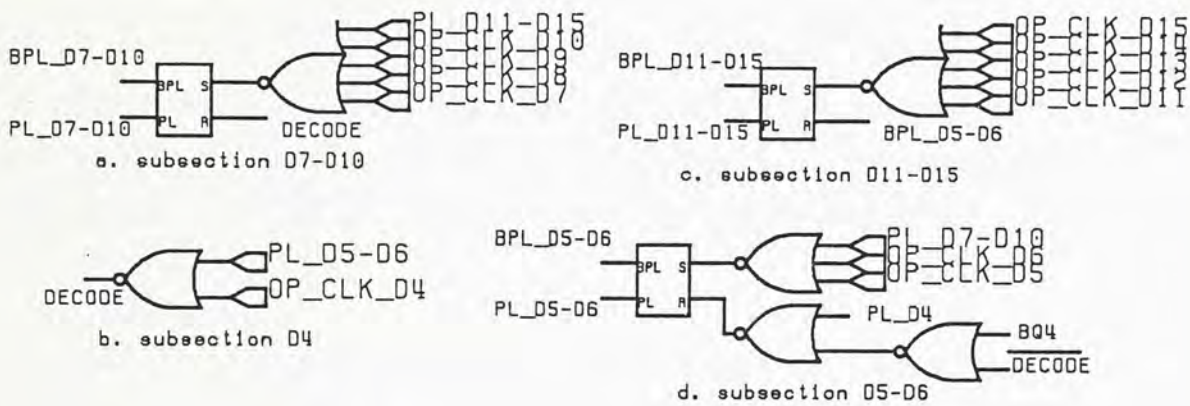 PL_D11-D15
OP_CLK_D10
OP_CLK_D9
OP_CLK_D8
OP_CLK_D7
BPL_D7-D10
BPL S
PL R
PL_D7-D10
DECODE
a. subsection D7-D10
OP_CLK_D15
OP_CLK_D14
OP_CLK_D13
OP_CLK_D12
OP_CLK_D11
BPL_D11-D15
BPL S
PL R
PL_D11-D15
BPL_D5-D6
c. subsection D11-D15
PL_D5-D6
OP_CLK_D4
DECODE
b. subsection D4
BPL_D5-D6
BPL S
PL R
PL_D5-D6
PL_D7-D10
OP_CLK_D6
OP_CLK_D5
PL_D4
BQ4
DECODE
d. subsection D5-D6